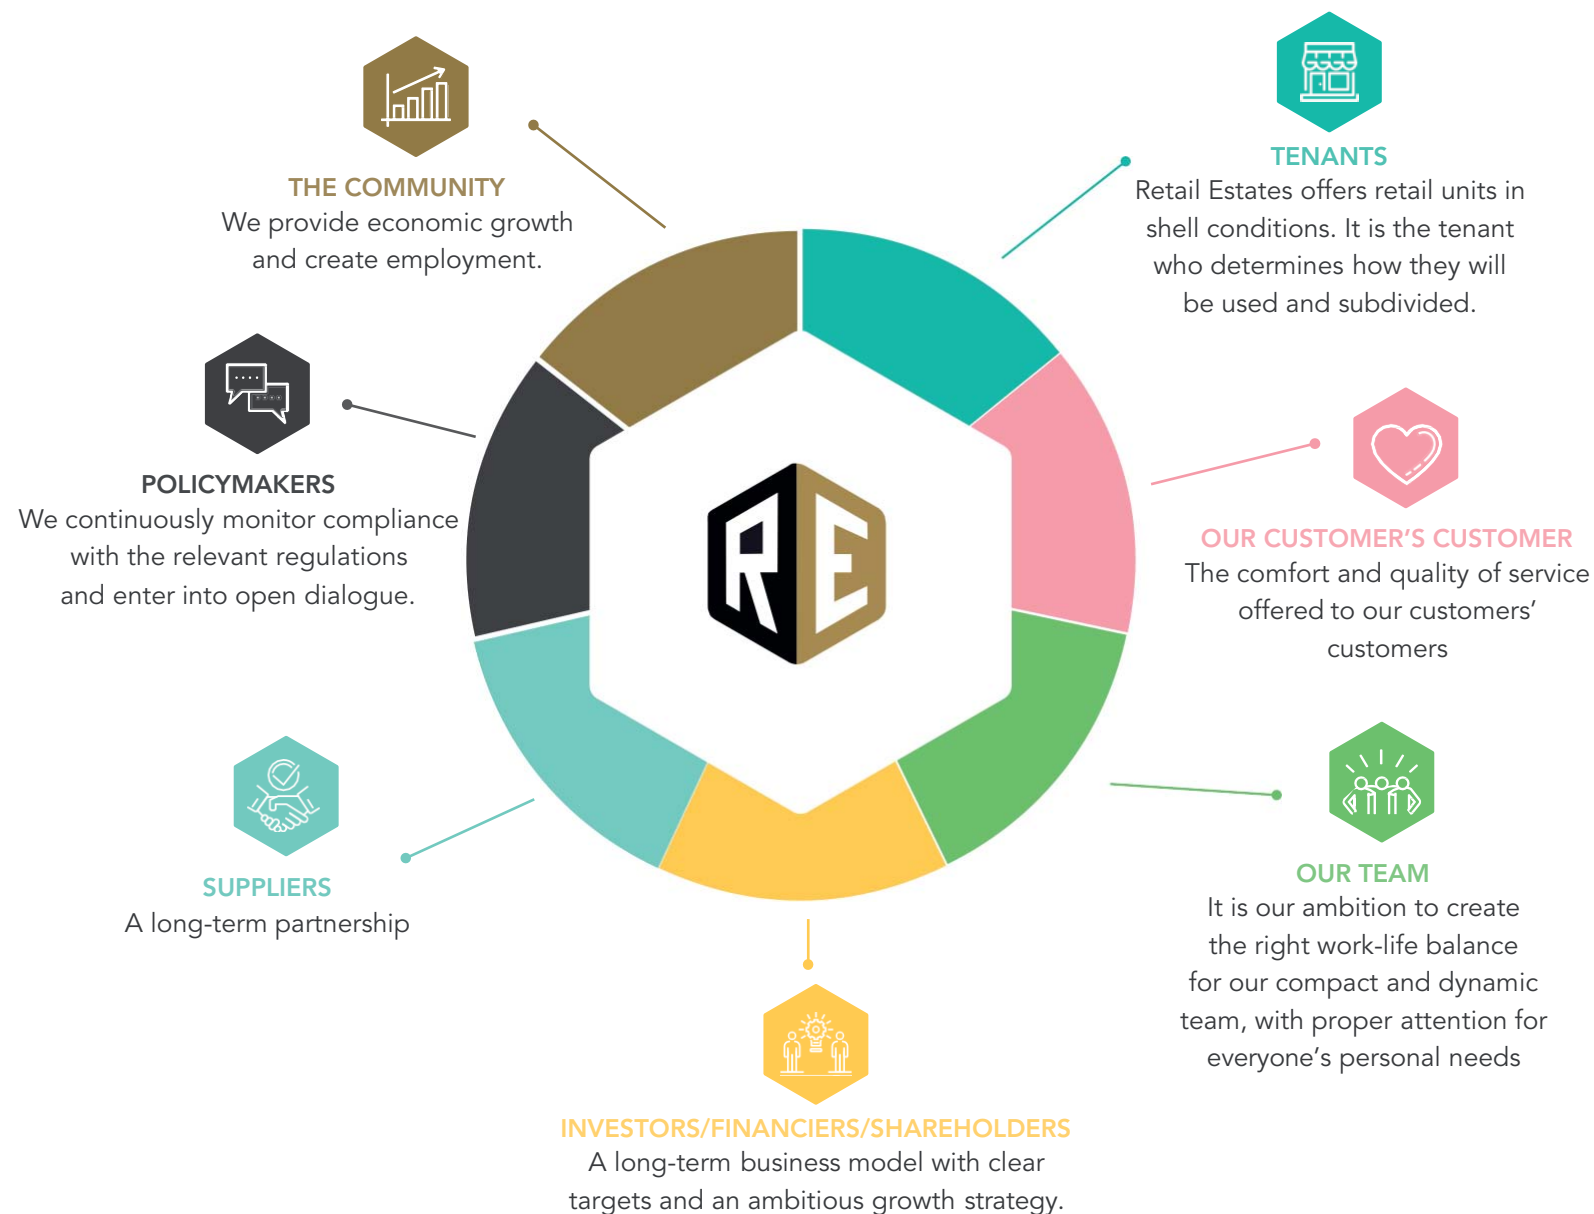 THE COMMUNITY
We provide economic growth
and create employment.
TENANTS
Retail Estates offers retail units in
shell conditions. It is the tenant
who determines how they will
be used and subdivided.
POLICYMAKERS
We continuously monitor compliance
with the relevant regulations
and enter into open dialogue.
RE
OUR CUSTOMER’S CUSTOMER
The comfort and quality of service
offered to our customers’
customers
SUPPLIERS
A long-term partnership
OUR TEAM
It is our ambition to create
the right work-life balance
for our compact and dynamic
team, with proper attention for
everyone’s personal needs
INVESTORS/FINANCIERS/SHAREHOLDERS
A long-term business model with clear
targets and an ambitious growth strategy.